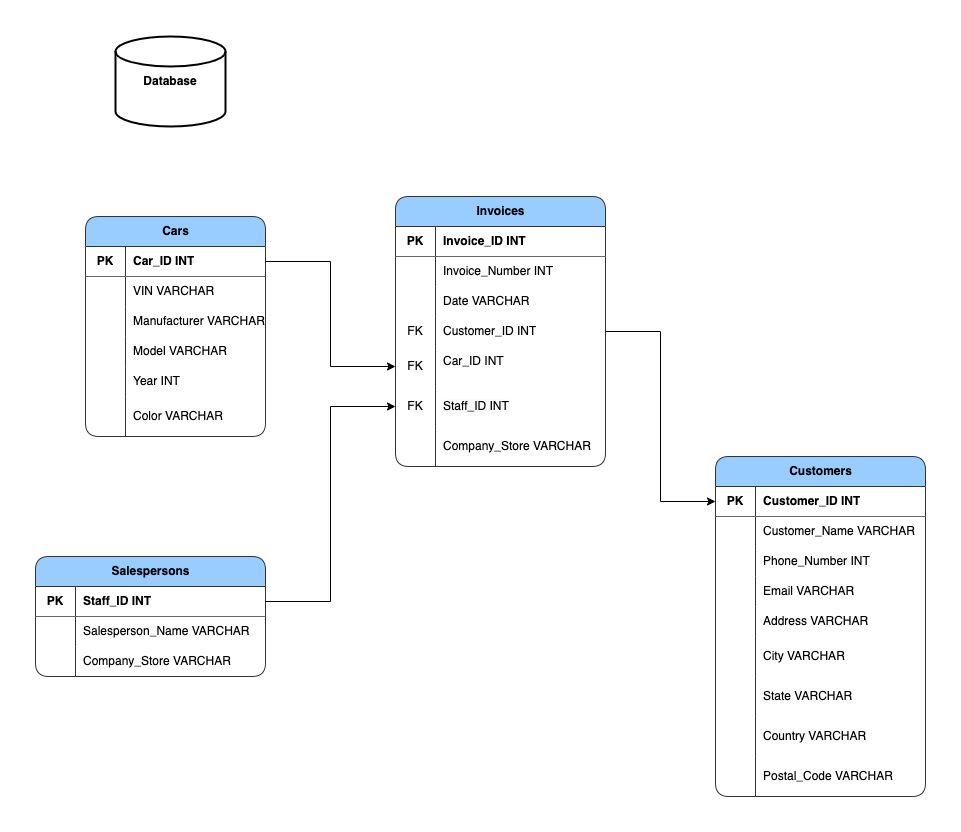 Database
Cars
PK Car_ID INT
VIN VARCHAR
Manufacturer VARCHAR
Model VARCHAR
Year INT
Color VARCHAR
Invoices
PK Invoice_ID INT
Invoice_Number INT
Date VARCHAR
FK Customer_ID INT
FK Car_ID INT
FK Staff_ID INT
Company_Store VARCHAR
Salespersons
PK Staff_ID INT
Salesperson_Name VARCHAR
Company_Store VARCHAR
Customers
PK Customer_ID INT
Customer_Name VARCHAR
Phone_Number INT
Email VARCHAR
Address VARCHAR
City VARCHAR
State VARCHAR
Country VARCHAR
Postal_Code VARCHAR